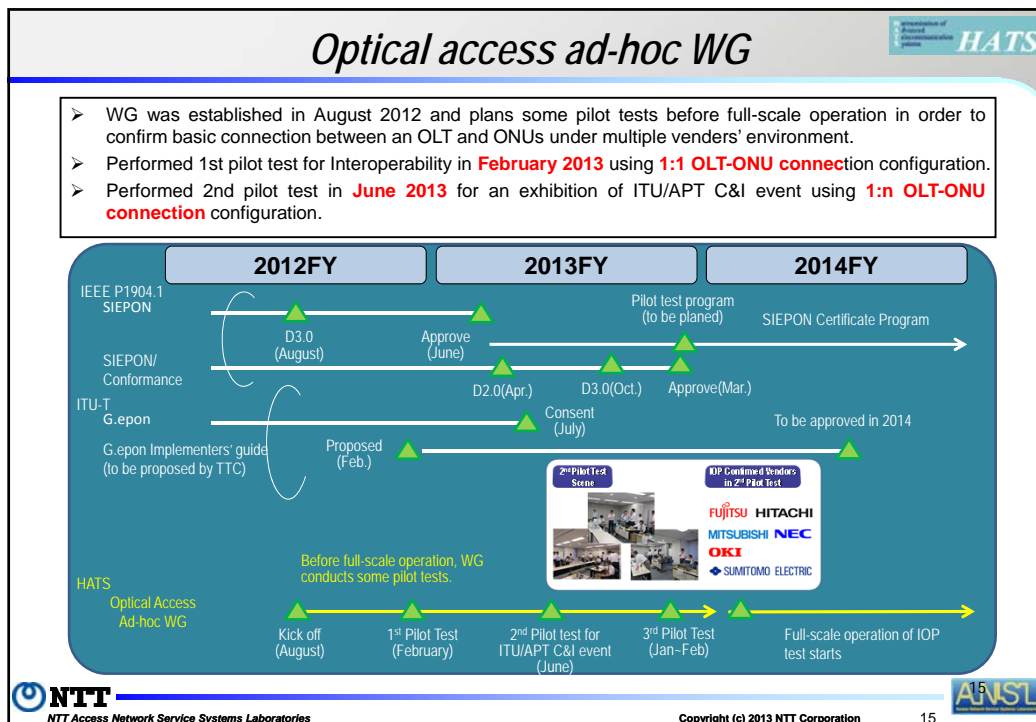 Optical access ad-hoc WG
HATS
➢ WG was established in August 2012 and plans some pilot tests before full-scale operation in order to
confirm basic connection between an OLT and ONUs under multiple venders' environment.
➢ Performed 1st pilot test for Interoperability in February 2013 using 1:1 OLT-ONU connection configuration.
➢ Performed 2nd pilot test in June 2013 for an exhibition of ITU/APT C&I event using 1:n OLT-ONU
connection configuration.
2012FY 2013FY 2014FY
IEEE P1904.1
SIEPON
D3.0
(August)
Approve
(June)
Pilot test program
(to be planed)
SIEPON Certificate Program
SIEPON/
Conformance
D2.0(Apr.) D3.0(Oct.) Approve(Mar.)
ITU-T
G.epon
Consent
(July)
To be approved in 2014
G.epon Implementers' guide
(to be proposed by TTC)
Proposed
(Feb.)
2nd Pilot Test
Scene
IOP Confirmed Vendors
in 2nd Pilot Test
FUJITSU HITACHI
MITSUBISHI NEC
OKI
SUMITOMO ELECTRIC
Before full-scale operation, WG
conducts some pilot tests.
HATS
Optical Access
Ad-hoc WG
Kick off
(August)
1st Pilot Test
(February)
2nd Pilot test for
ITU/APT C&I event
(June)
3rd Pilot Test
(Jan~Feb)
Full-scale operation of IOP
test starts
NTT
NTT Access Network Service Systems Laboratories
Copyright (c) 2013 NTT Corporation
15
15
ANSL